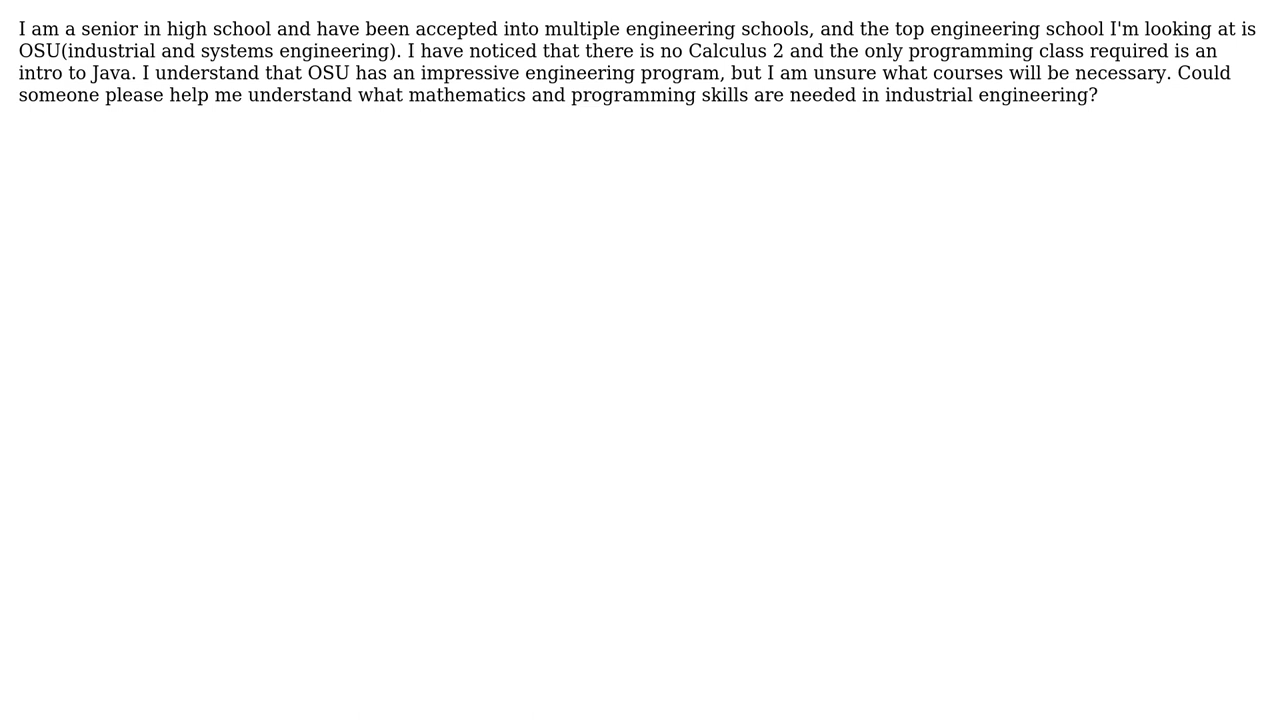 I am a senior in high school and have been accepted into multiple engineering schools, and the top engineering school I'm looking at is
OSU(industrial and systems engineering). I have noticed that there is no Calculus 2 and the only programming class required is an
intro to Java. I understand that OSU has an impressive engineering program, but I am unsure what courses will be necessary. Could
someone please help me understand what mathematics and programming skills are needed in industrial engineering?